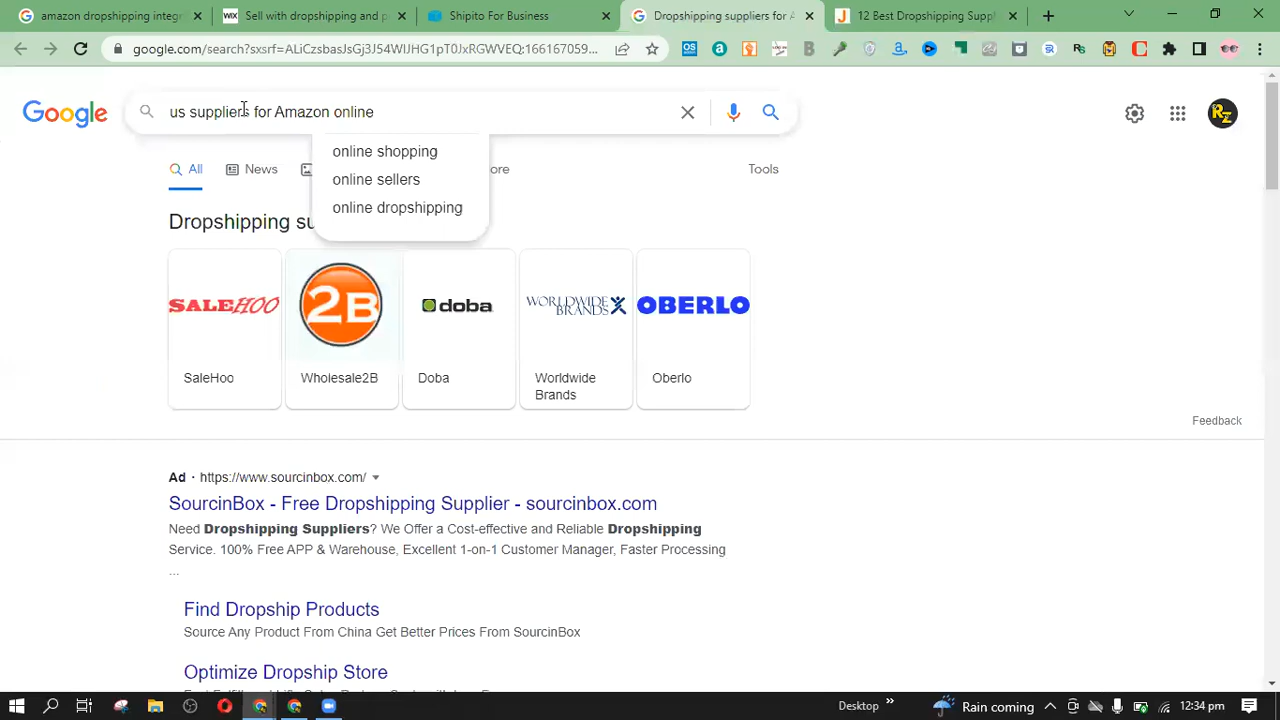 amazon dropshipping integr
Sell with dropshipping and p
Shipito For Business
Dropshipping suppliers for A
12 Best Dropshipping Suppl
google.com/search?sxsrf=ALiCzsbasJsGj3J54WIJHG1pT0JxRGWVEQ:166167059...
Google
us suppliers for Amazon online
RZ
online shopping
online sellers
online dropshipping
All
News
ore
Tools
Dropshipping su
SALEHOO
2B
doba
WORLDWIDE BRANDS
OBERLO
SaleHoo
Wholesale2B
Doba
Worldwide
Brands
Oberlo
Feedback
Ad · https://www.sourcinbox.com/
SourcinBox - Free Dropshipping Supplier - sourcinbox.com
Need Dropshipping Suppliers? We Offer a Cost-effective and Reliable Dropshipping
Service. 100% Free APP & Warehouse, Excellent 1-on-1 Customer Manager, Faster Processing
...
Find Dropship Products
Source Any Product From China Get Better Prices From SourcinBox
Optimize Dropship Store
Desktop
Rain coming
12:34 pm